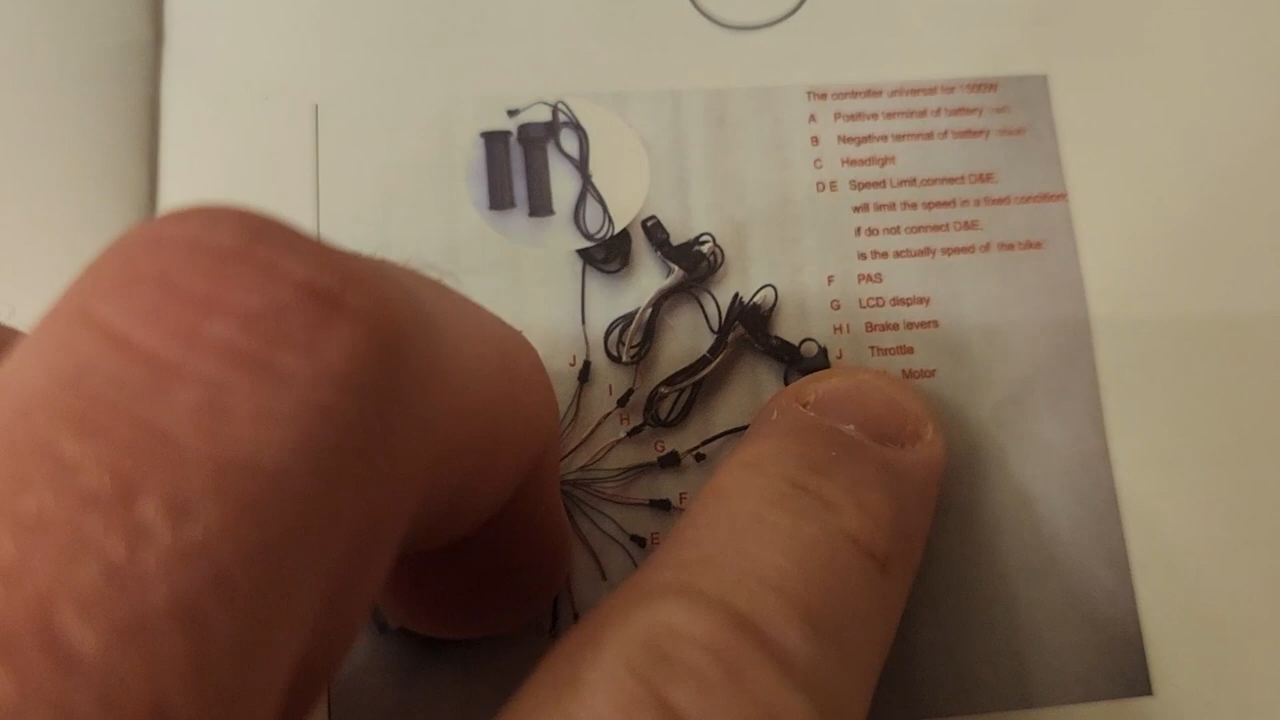 The controller universal for 1500W
A Positive terminal of battery
B Negative termnal of battery
C Headlight
D E Speed Limit,connect D&E,
will limit the speed in a fixed condition;
if do not connect D&E,
is the actually speed of the bike.
F PAS
G LCD display
H I Brake levers
J Throttle
Motor
J
I
H
G
F
E